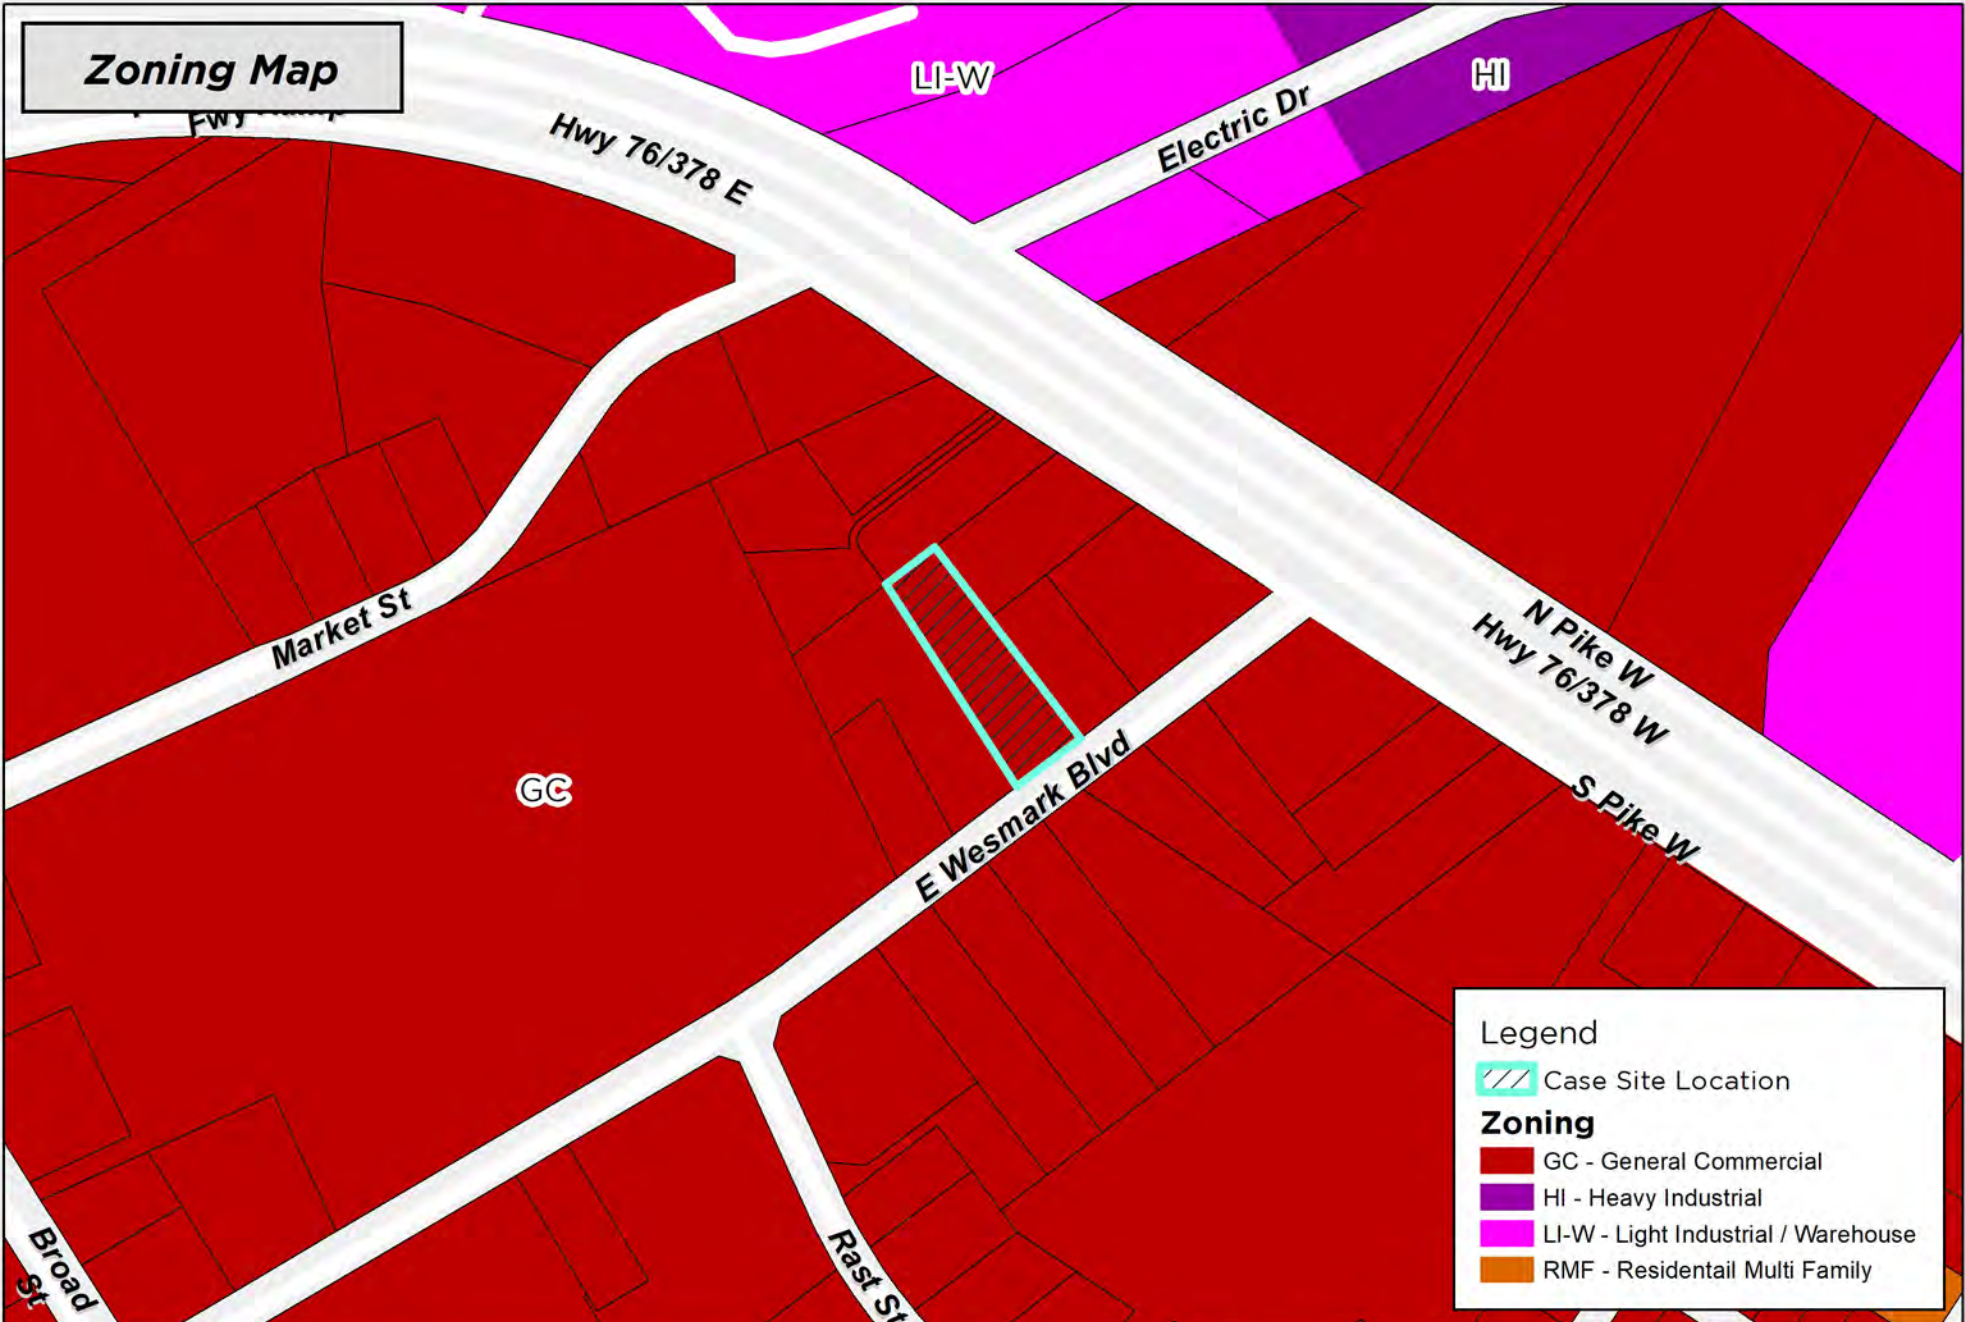 Zoning Map
Fwy
Hwy 76/378 E
LI-W
HI
Electric Dr
Market St
GC
E Wesmark Blvd
N Pike W
Hwy 76/378 W
S Pike W
Broad
St
Rast St
Legend
Case Site Location
Zoning
GC - General Commercial
HI - Heavy Industrial
LI-W - Light Industrial / Warehouse
RMF - Residentail Multi Family